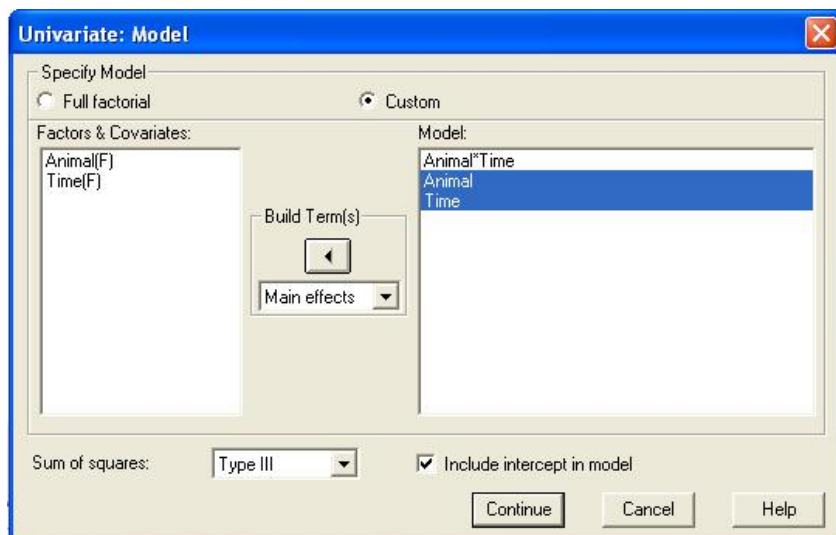 Univariate: Model
Specify Model
Full factorial
Custom
Factors & Covariates:
Model:
Animal(F)
Time(F)
Build Term(s)
Main effects
Animal*Time
Animal
Time
Sum of squares:
Type III
Include intercept in model
Continue
Cancel
Help